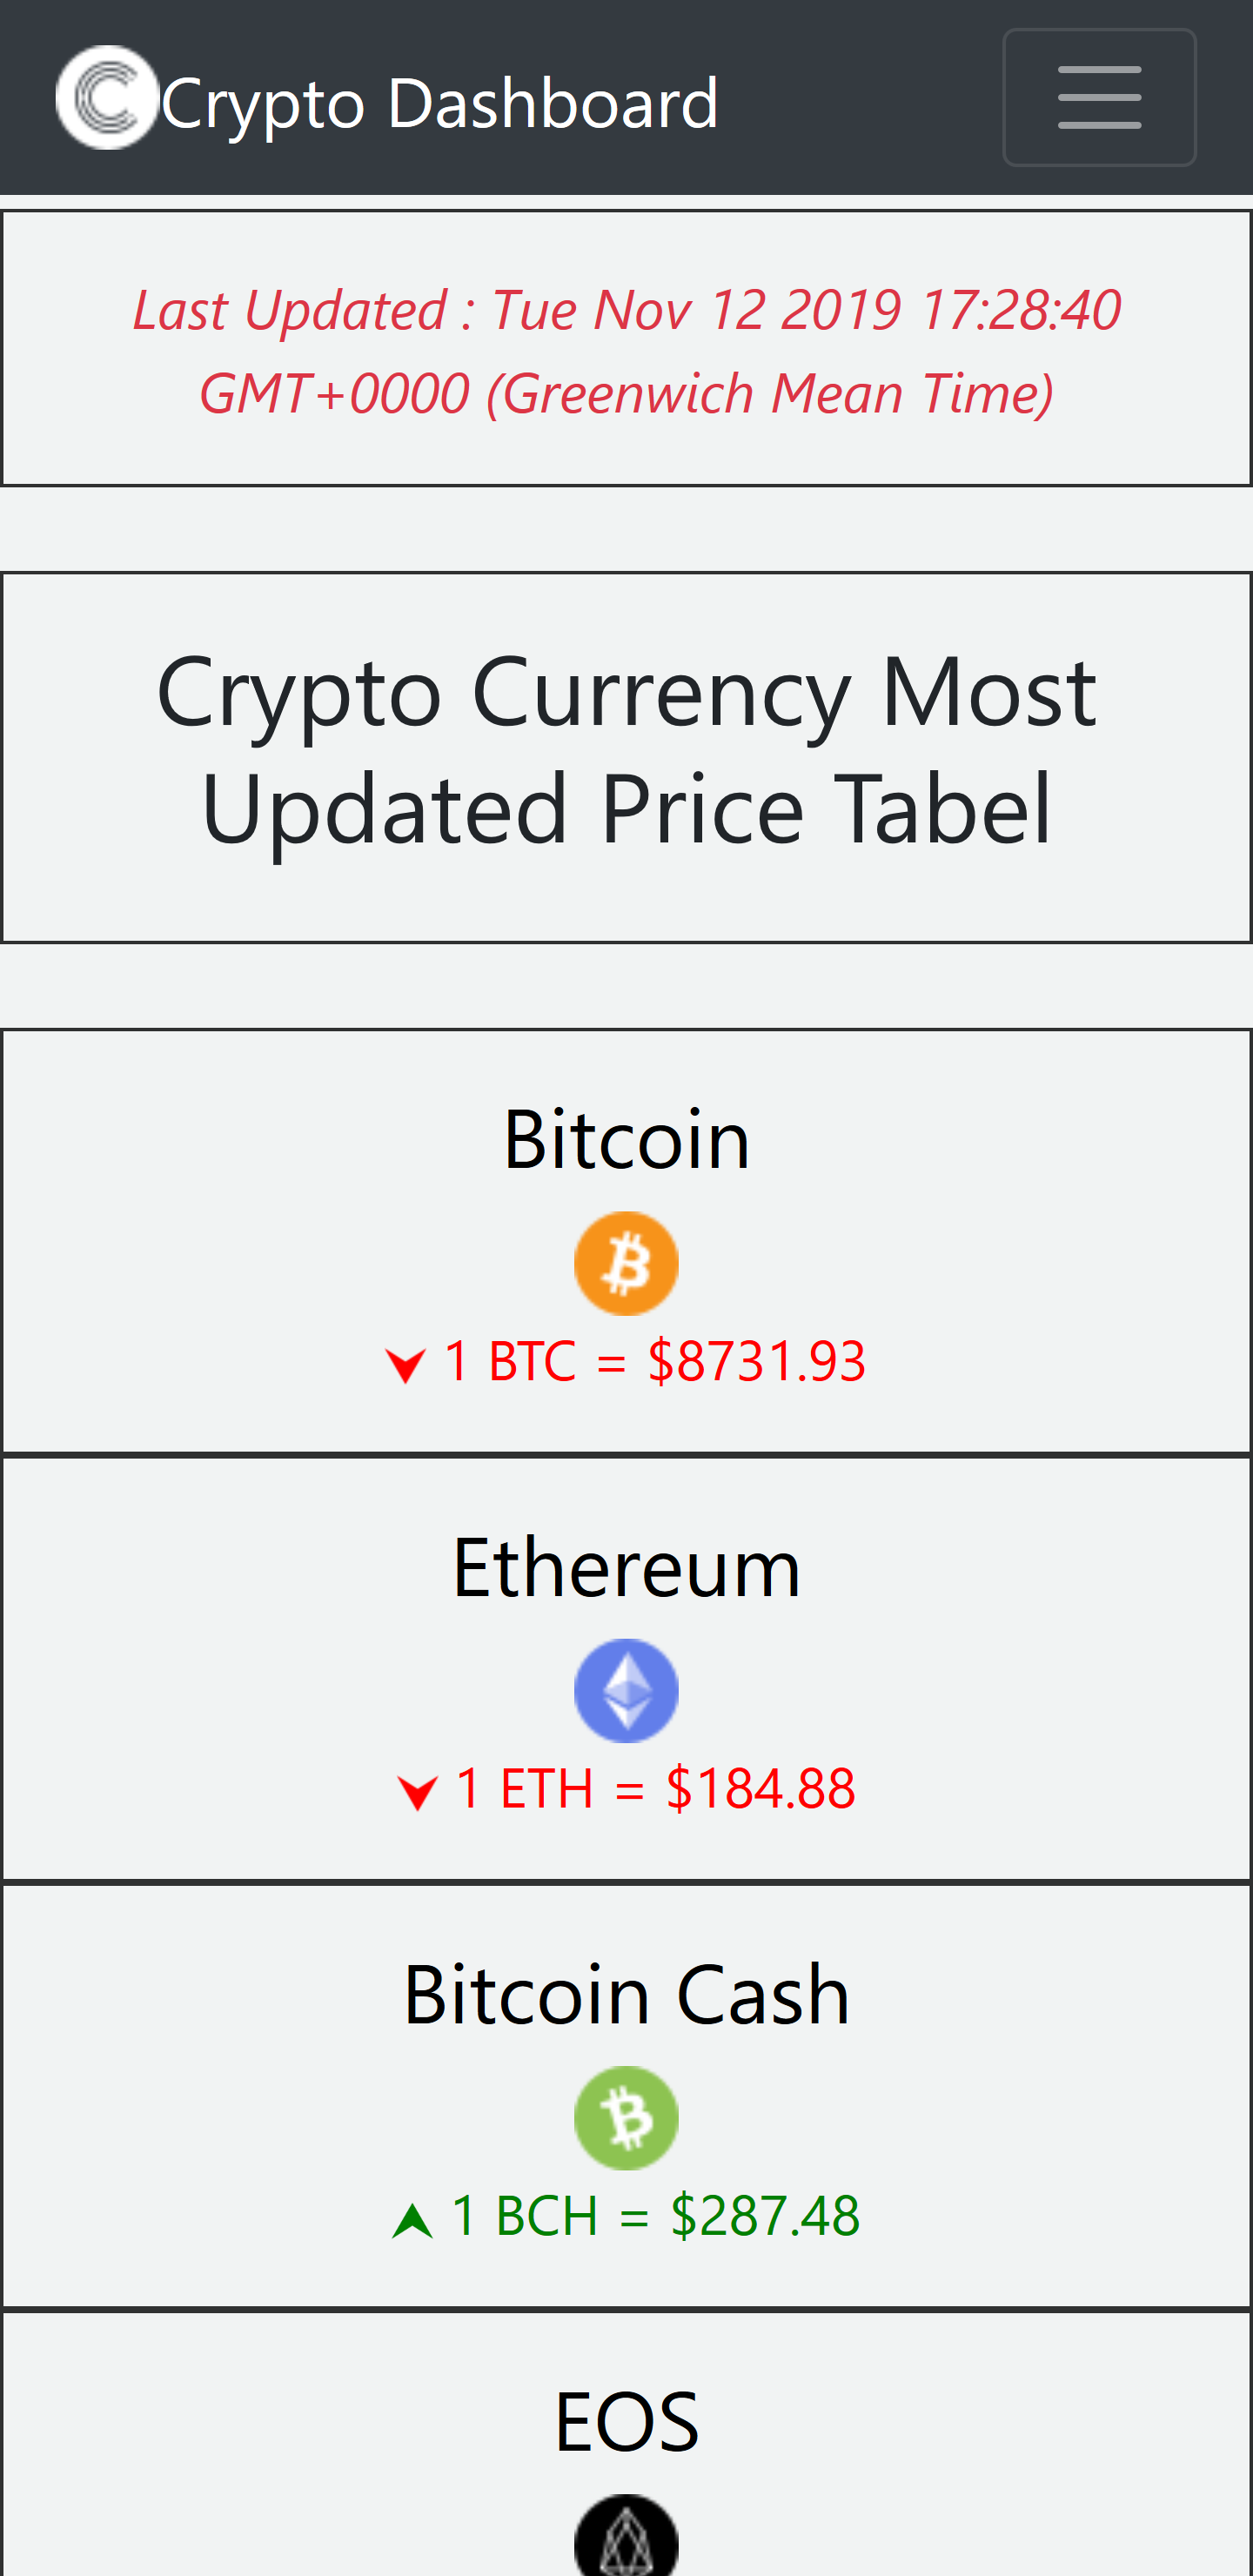 Crypto Dashboard
Last Updated : Tue Nov 12 2019 17:28:40
GMT+0000 (Greenwich Mean Time)
Crypto Currency Most
Updated Price Tabel
Bitcoin
1 BTC = $8731.93
Ethereum
1 ETH = $184.88
Bitcoin Cash
1 BCH = $287.48
EOS